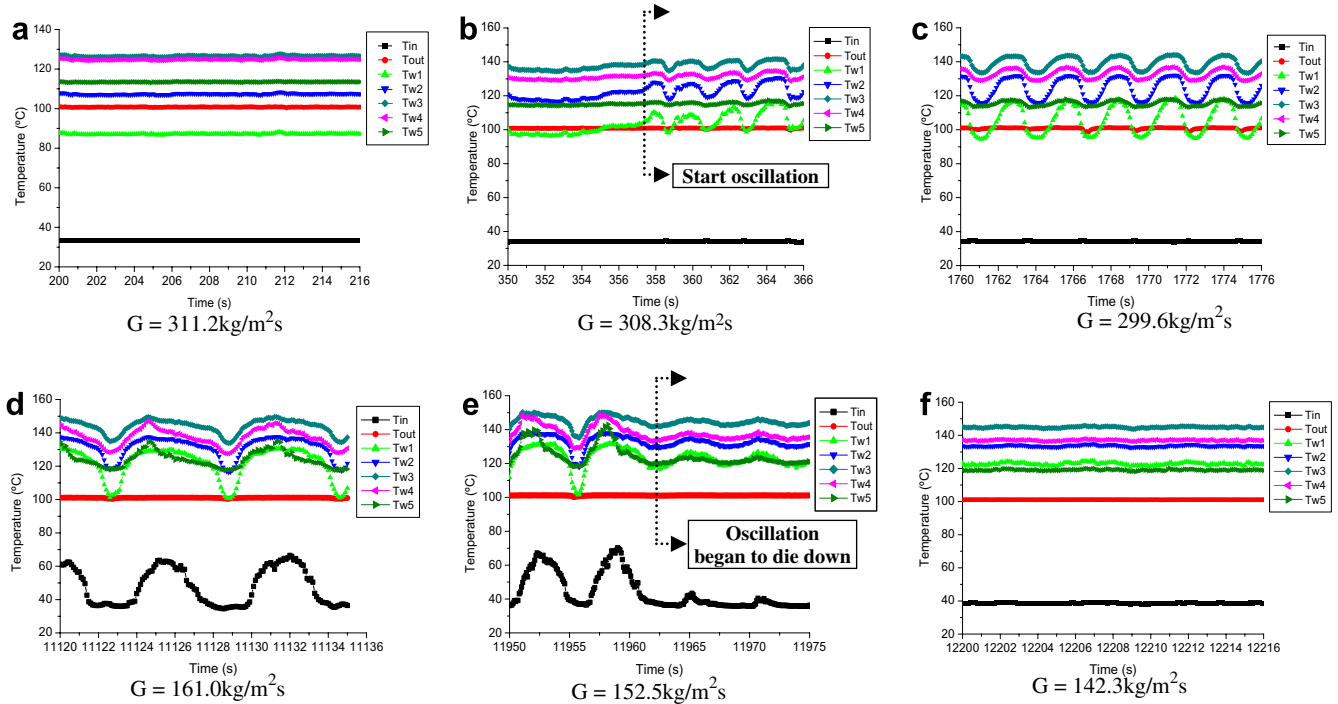 a
Temperature (°C)
140
120
100
80
60
40
20
200 202 204 206 208 210 212 214 216
Time (s)
Tin
Tout
Tw1
Tw2
Tw3
Tw4
Tw5
G = 311.2kg/m²s
b
Temperature (°C)
160
140
120
100
80
60
40
20
350 352 354 356 358 360 362 364 366
Time (s)
Tin
Tout
Tw1
Tw2
Tw3
Tw4
Tw5
Start oscillation
G = 308.3kg/m²s
c
Temperature (°C)
160
140
120
100
80
60
40
20
1760 1762 1764 1766 1768 1770 1772 1774 1776
Time (s)
Tin
Tout
Tw1
Tw2
Tw3
Tw4
Tw5
G = 299.6kg/m²s
d
Temperature (°C)
160
140
120
100
80
60
40
20
11120 11122 11124 11126 11128 11130 11132 11134 11136
Time (s)
Tin
Tout
Tw1
Tw2
Tw3
Tw4
Tw5
G = 161.0kg/m²s
e
Temperature (°C)
160
140
120
100
80
60
40
20
11950 11955 11960 11965 11970 11975
Time (s)
Tin
Tout
Tw1
Tw2
Tw3
Tw4
Tw5
Oscillation
began to die down
G = 152.5kg/m²s
f
Temperature (°C)
160
140
120
100
80
60
40
20
12200 12202 12204 12206 12208 12210 12212 12214 12216
Time (s)
Tin
Tout
Tw1
Tw2
Tw3
Tw4
Tw5
G = 142.3kg/m²s